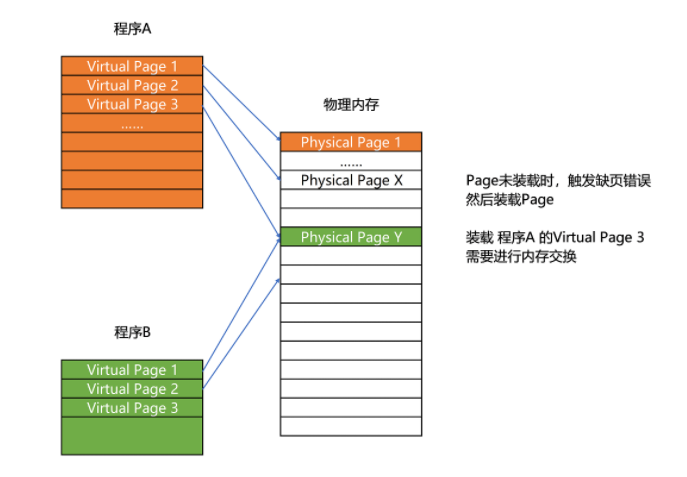 程序A
Virtual Page 1
Virtual Page 2
Virtual Page 3
......
物理内存
Physical Page 1
......
Physical Page X
Physical Page Y
Page未装载时，触发缺页错误
然后装载Page
装载 程序A 的Virtual Page 3
需要进行内存交换
程序B
Virtual Page 1
Virtual Page 2
Virtual Page 3